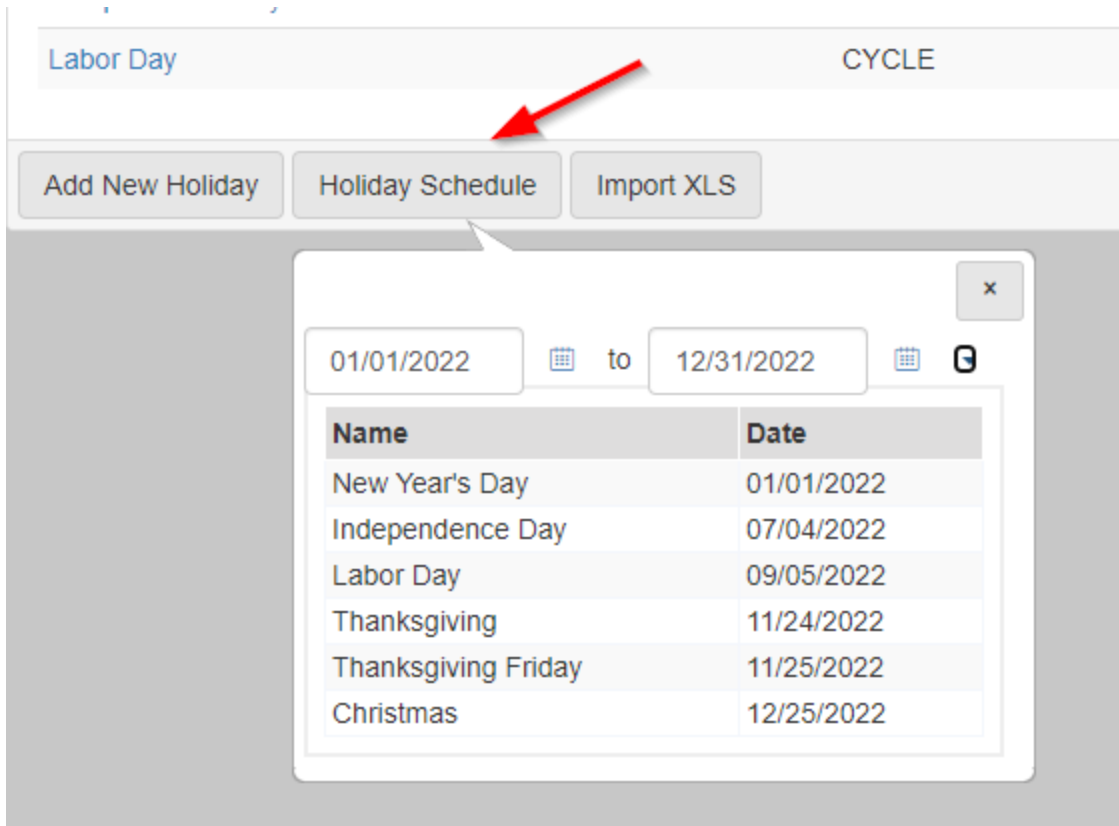 Labor Day CYCLE
Add New Holiday Holiday Schedule Import XLS
×
01/01/2022 to 12/31/2022
Name Date
New Year's Day 01/01/2022
Independence Day 07/04/2022
Labor Day 09/05/2022
Thanksgiving 11/24/2022
Thanksgiving Friday 11/25/2022
Christmas 12/25/2022